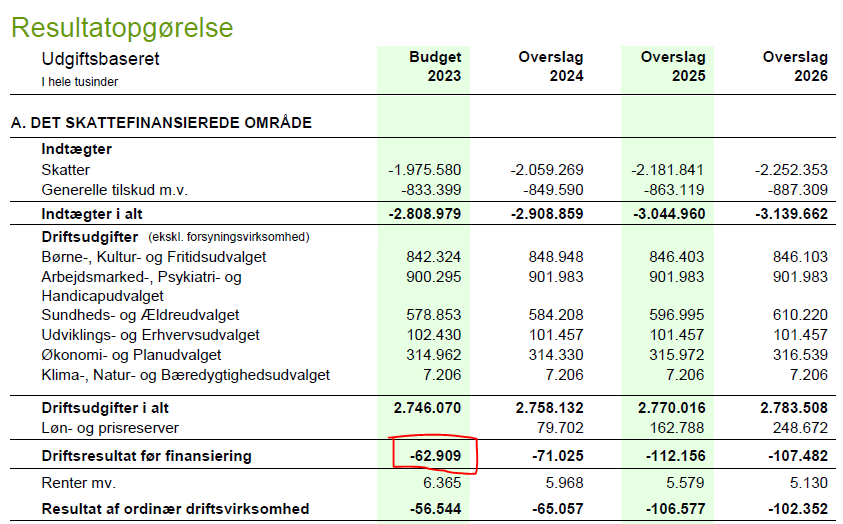 Resultatopgørelse
Udgiftsbaseret Budget Overslag Overslag Overslag
I hele tusinder 2023 2024 2025 2026
A. DET SKATTEFINANSIEREDE OMRÅDE
Indtægter
Skatter -1.975.580 -2.059.269 -2.181.841 -2.252.353
Generelle tilskud m.v. -833.399 -849.590 -863.119 -887.309
Indtægter i alt -2.808.979 -2.908.859 -3.044.960 -3.139.662
Driftsudgifter (ekskl. forsyningsvirksomhed)
Børne-, Kultur- og Fritidsudvalget 842.324 848.948 846.403 846.103
Arbejdsmarked-, Psykiatri- og 900.295 901.983 901.983 901.983
Handicapudvalget
Sundheds- og Ældreudvalget 578.853 584.208 596.995 610.220
Udviklings- og Erhvervsudvalget 102.430 101.457 101.457 101.457
Økonomi- og Planudvalget 314.962 314.330 315.972 316.539
Klima-, Natur- og Bæredygtighedsudvalget 7.206 7.206 7.206 7.206
Driftsudgifter i alt 2.746.070 2.758.132 2.770.016 2.783.508
Løn- og prisreserver 79.702 162.788 248.672
Driftsresultat før finansiering -62.909 -71.025 -112.156 -107.482
Renter mv. 6.365 5.968 5.579 5.130
Resultat af ordinær driftsvirksomhed -56.544 -65.057 -106.577 -102.352